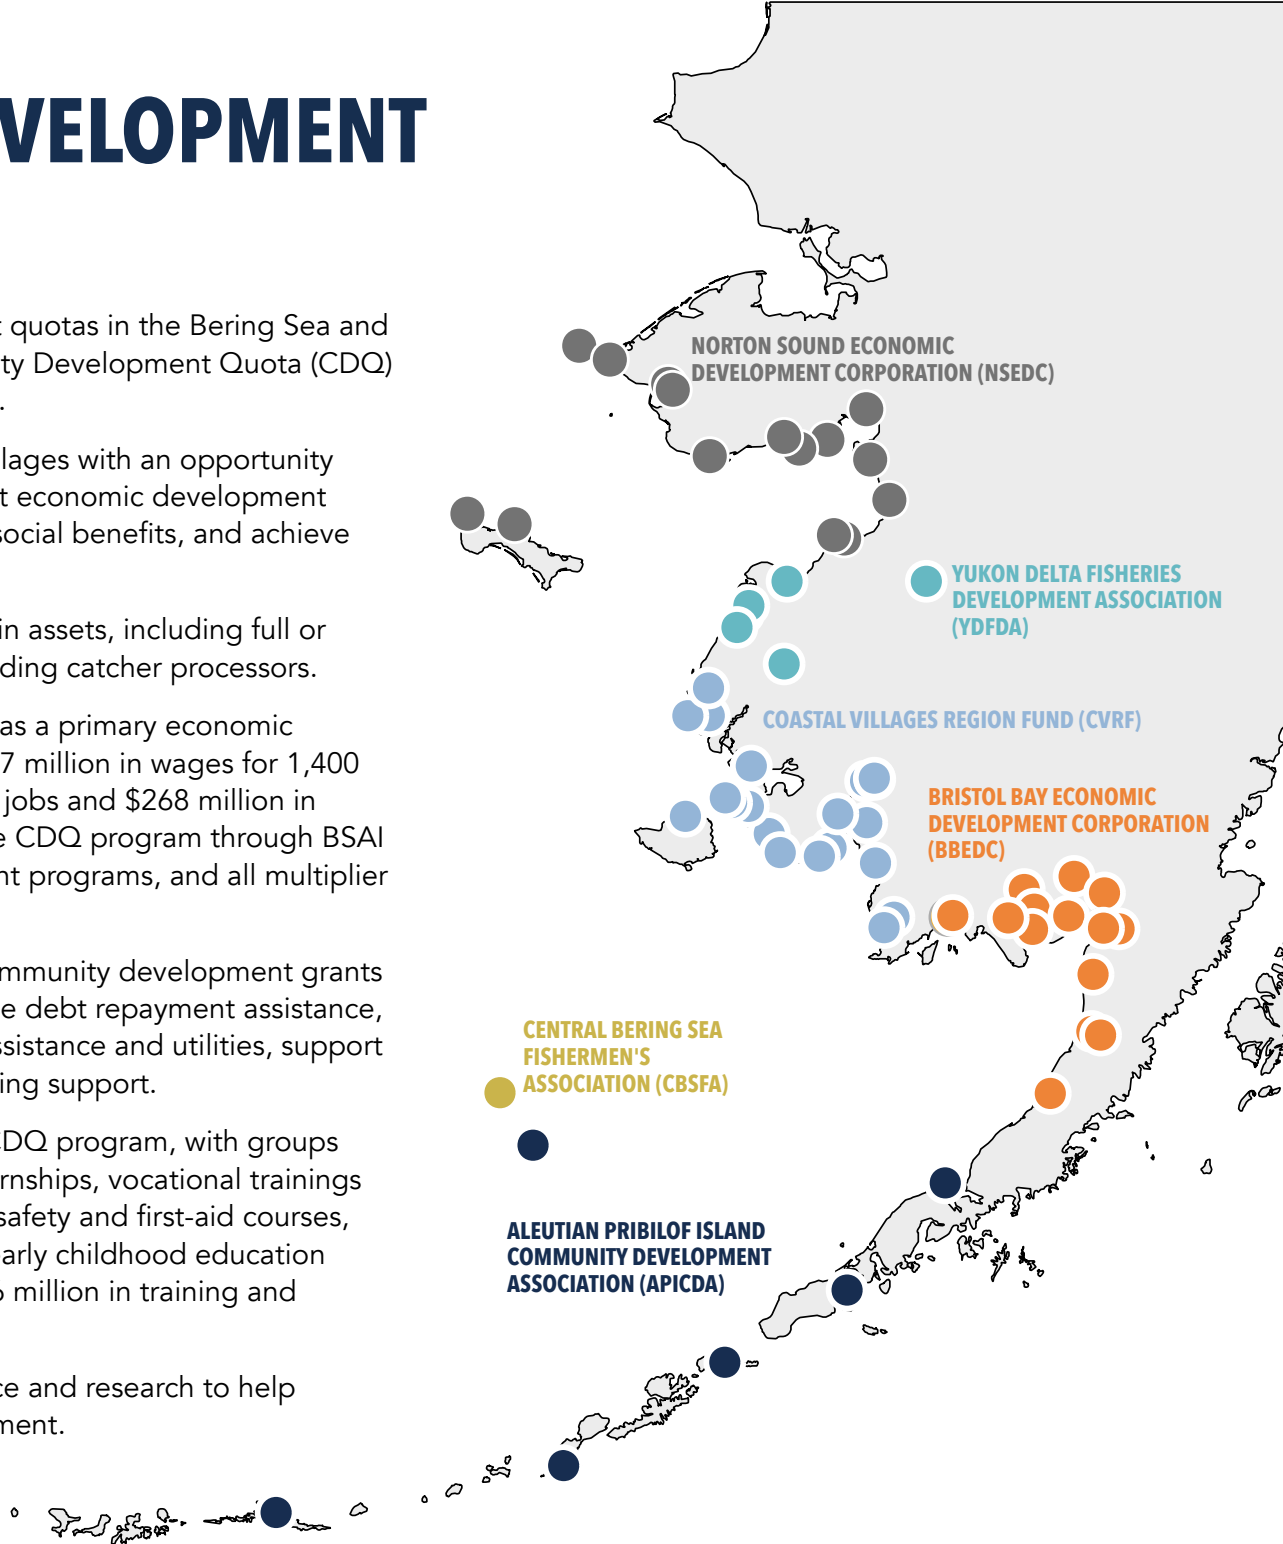 VELOPMENT
t quotas in the Bering Sea and
ty Development Quota (CDQ)
.
lages with an opportunity
t economic development
social benefits, and achieve
in assets, including full or
ding catcher processors.
as a primary economic
7 million in wages for 1,400
jobs and $268 million in
e CDQ program through BSAI
nt programs, and all multiplier
ommunity development grants
e debt repayment assistance,
ssistance and utilities, support
ing support.
CDQ program, with groups
rnships, vocational trainings
safety and first-aid courses,
early childhood education
6 million in training and
ce and research to help
ment.
NORTON SOUND ECONOMIC
DEVELOPMENT CORPORATION (NSEDC)
YUKON DELTA FISHERIES
DEVELOPMENT ASSOCIATION
(YDFDA)
COASTAL VILLAGES REGION FUND (CVRF)
BRISTOL BAY ECONOMIC
DEVELOPMENT CORPORATION
(BBEDC)
CENTRAL BERING SEA
FISHERMEN'S
ASSOCIATION (CBSFA)
ALEUTIAN PRIBILOF ISLAND
COMMUNITY DEVELOPMENT
ASSOCIATION (APICDA)